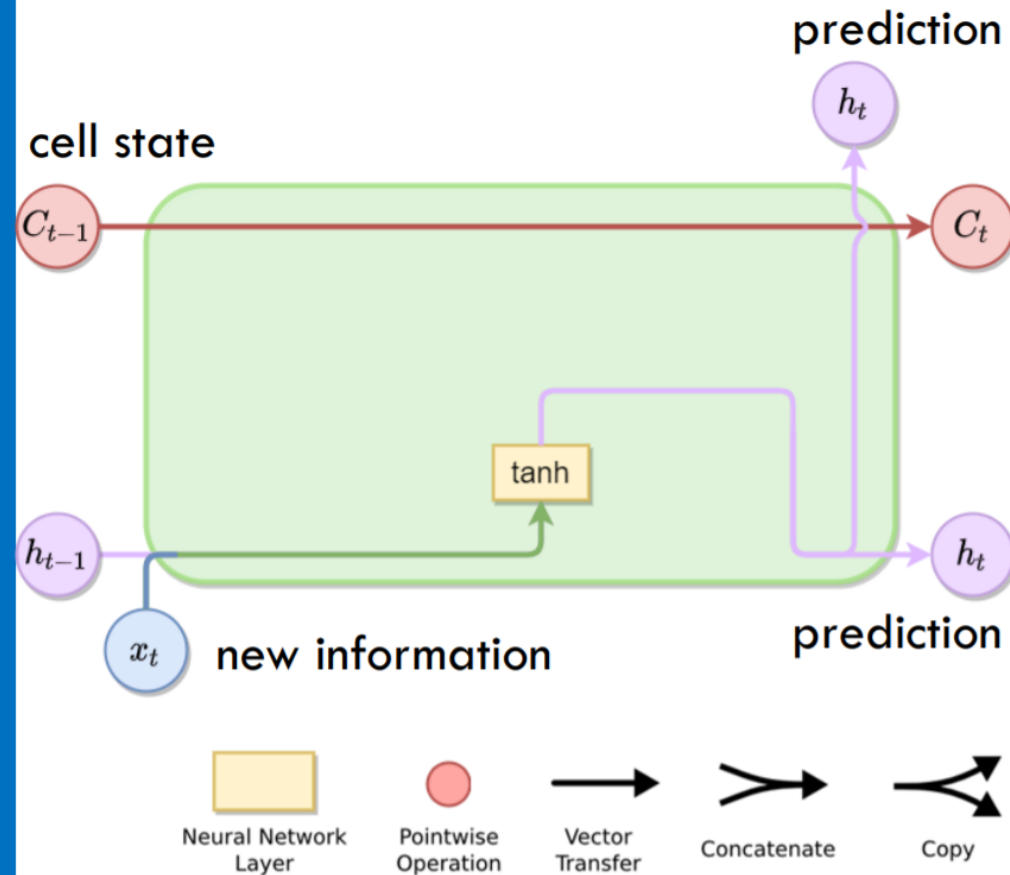 prediction
h_t
cell state
C_{t-1}
C_t
tanh
h_{t-1}
h_t
x_t
new information
prediction
Neural Network
Layer
Pointwise
Operation
Vector
Transfer
Concatenate
Copy